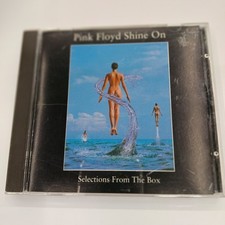 Pink Floyd Shine On
Selections From The Box